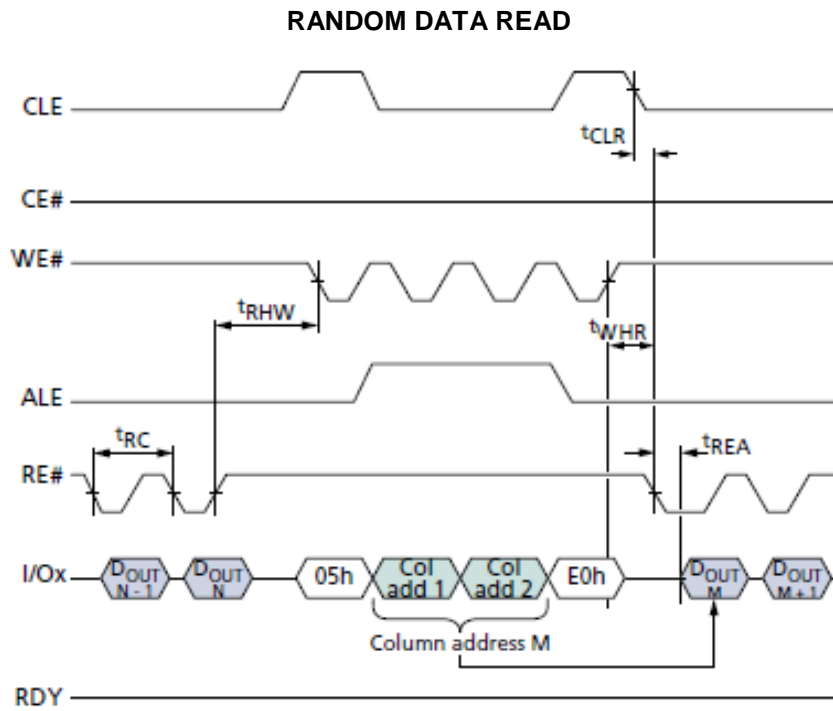 RANDOM DATA READ
CLE
tCLR
CE#
WE#
tRHW
tWHR
ALE
tRC
tREA
RE#
I/Ox
DOUT
N - 1
DOUT
N
05h
Col
add 1
Col
add 2
E0h
DOUT
M
DOUT
M + 1
Column address M
RDY